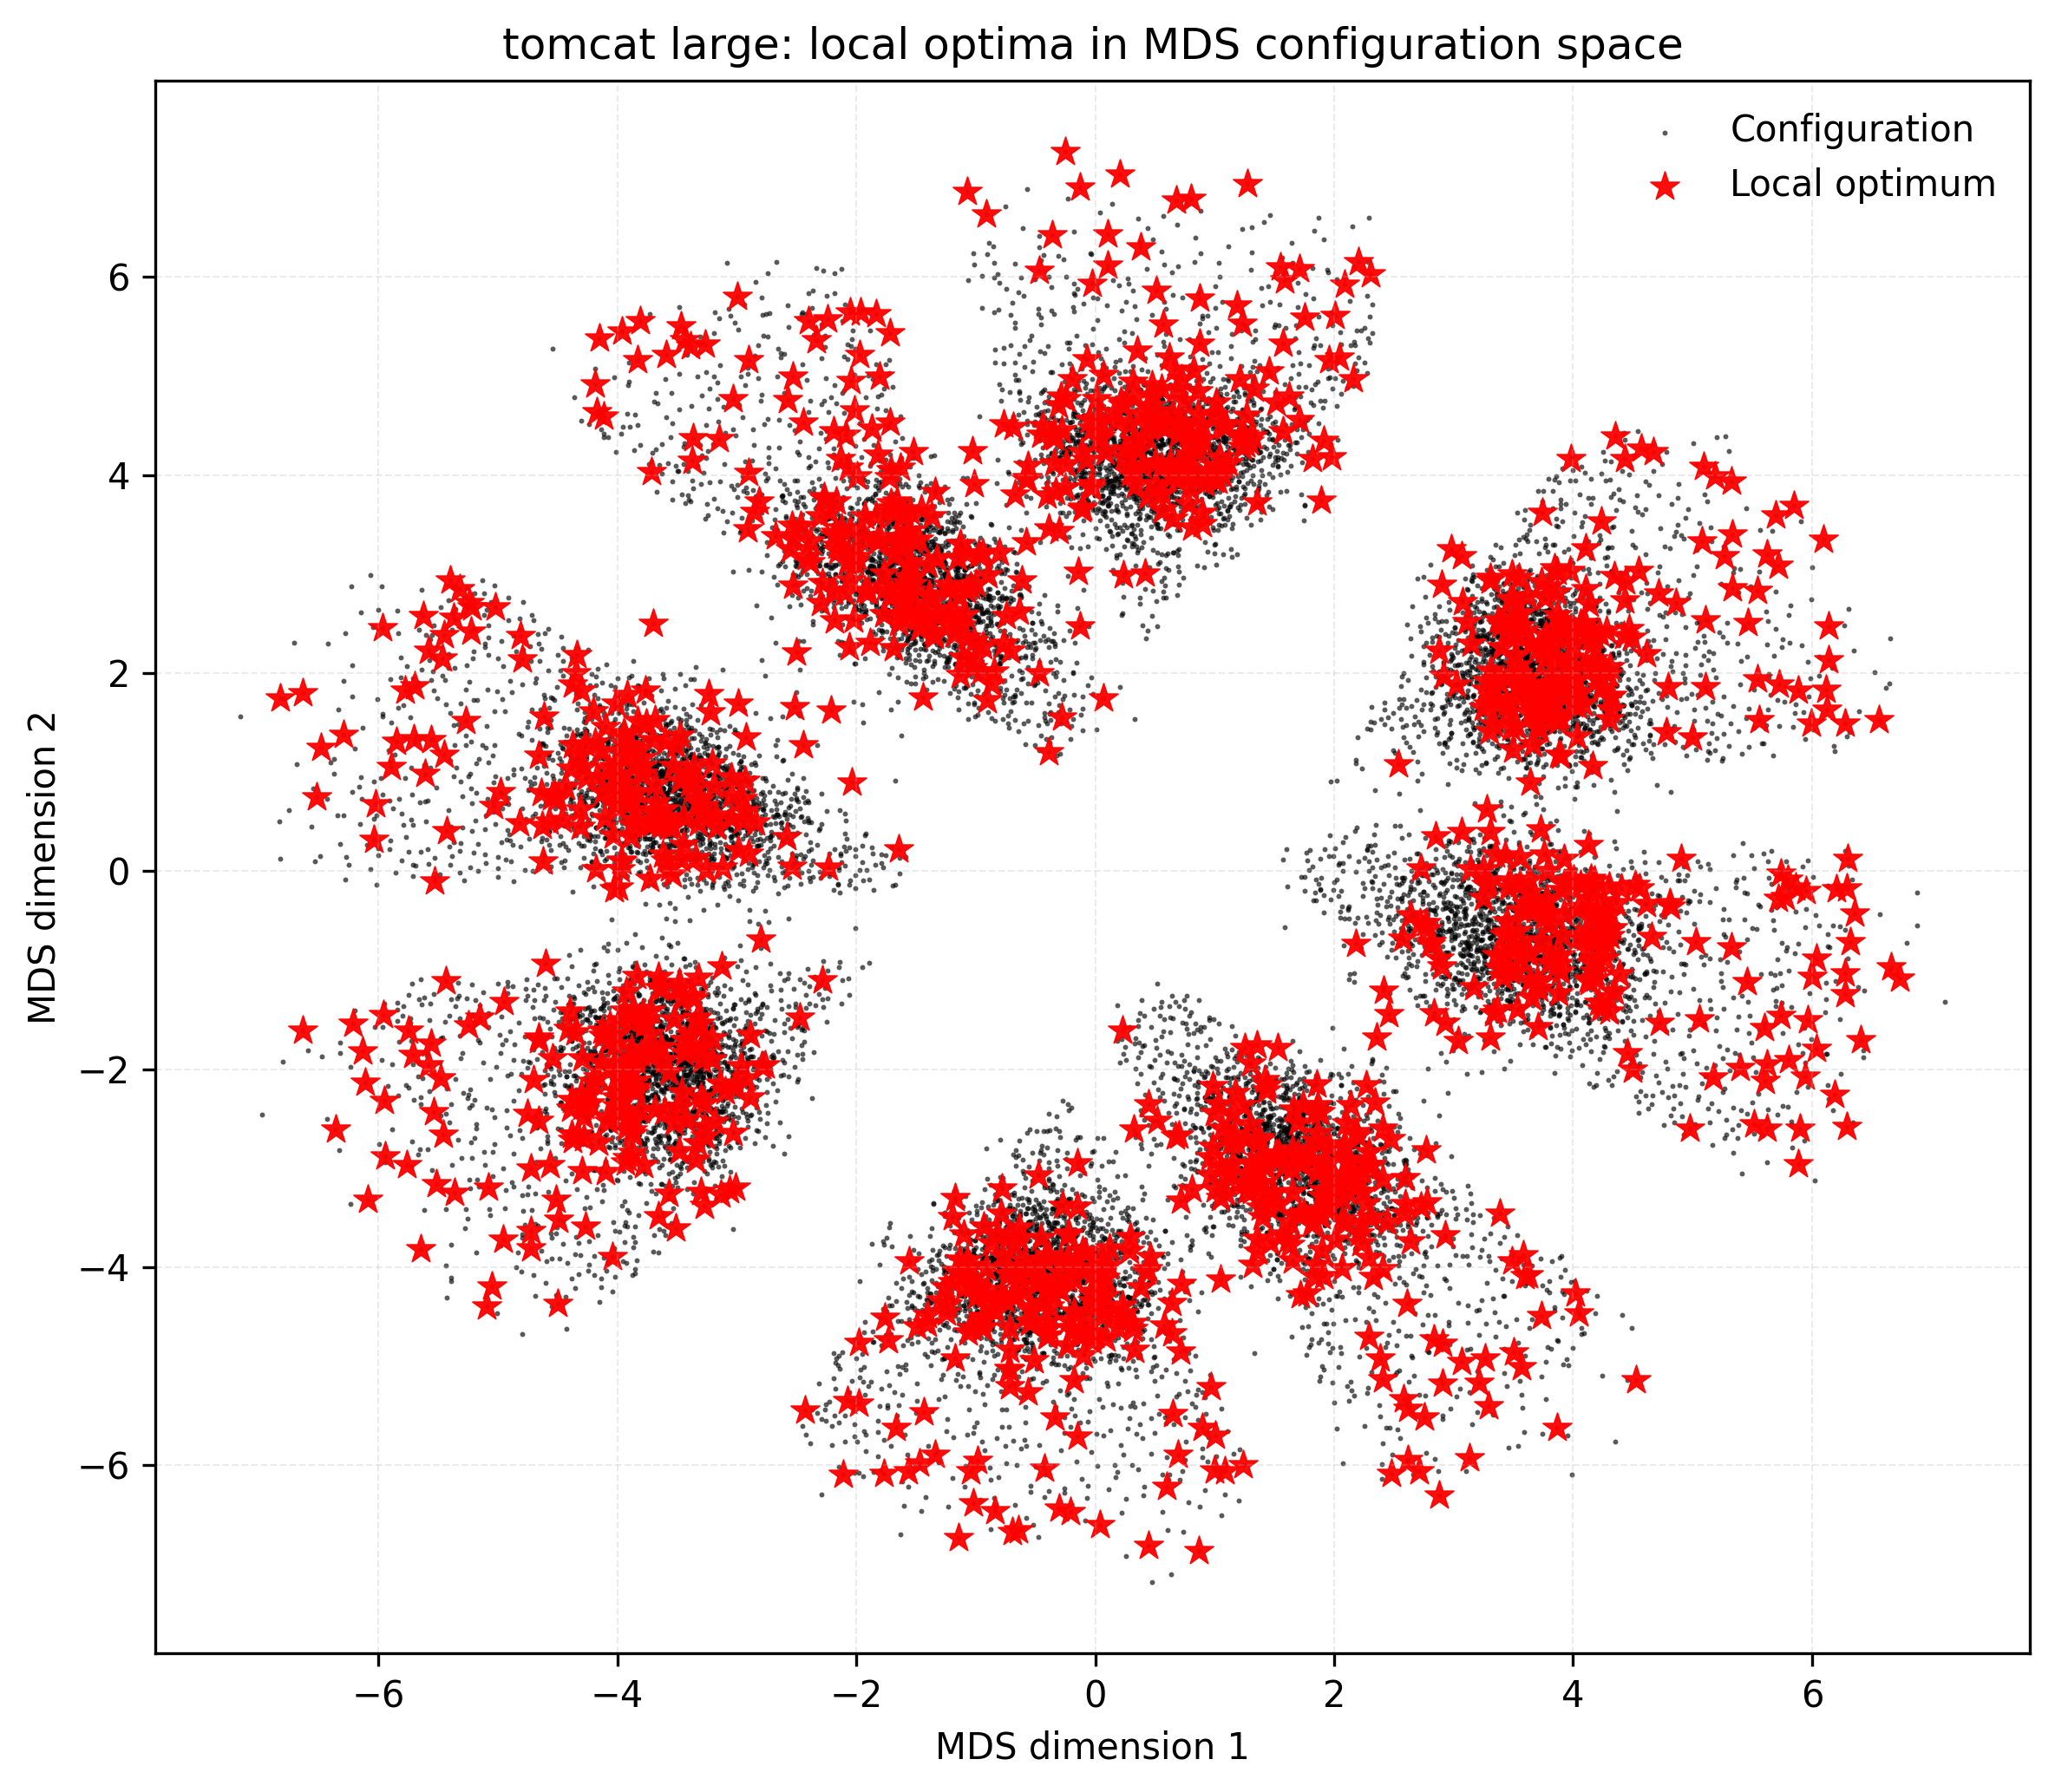 tomcat large: local optima in MDS configuration space
Configuration
Local optimum
6
4
2
0
−2
−4
−6
MDS dimension 2
−6
−4
−2
0
2
4
6
MDS dimension 1